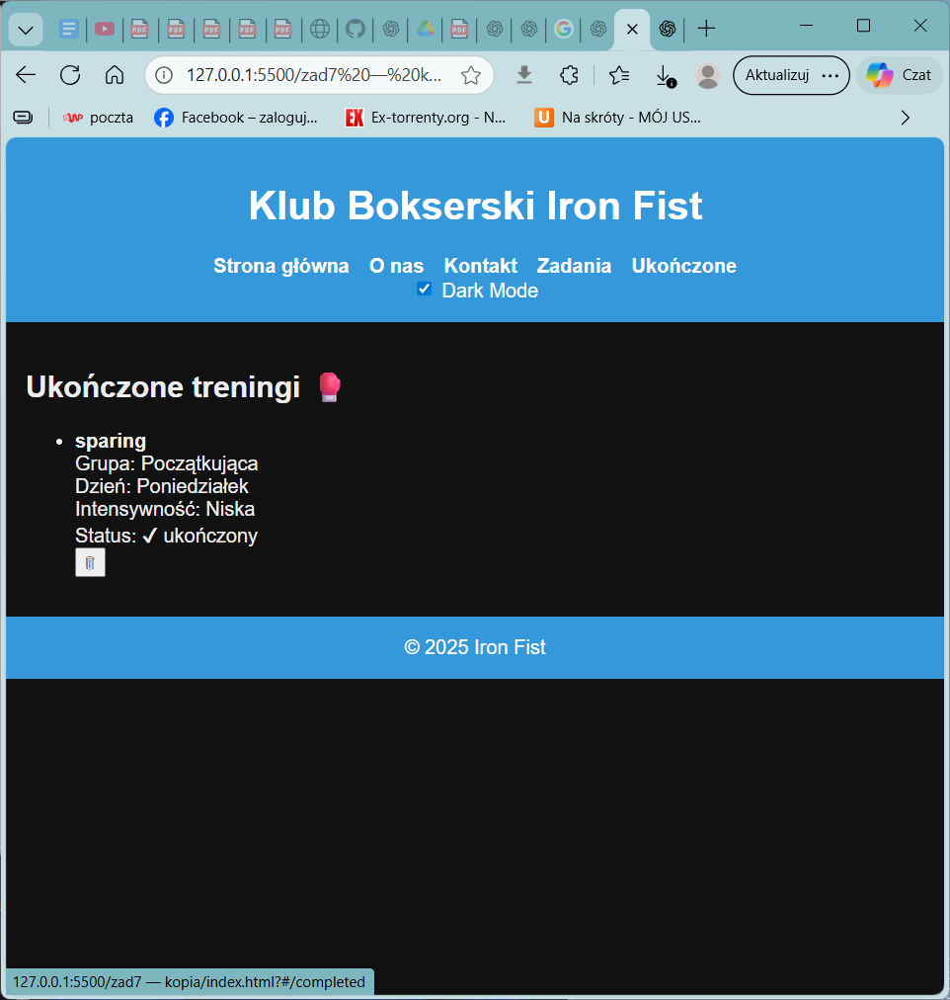 127.0.0.1:5500/zad7%20—%20k...
Aktualizuj
Czat
poczta
Facebook – zaloguj...
Ex-torrenty.org - N...
Na skróty - MÓJ US...
Klub Bokserski Iron Fist
Strona główna O nas Kontakt Zadania Ukończone
Dark Mode
Ukończone treningi
sparing
Grupa: Początkująca
Dzień: Poniedziałek
Intensywność: Niska
Status: ✔ ukończony
© 2025 Iron Fist
127.0.0.1:5500/zad7 — kopia/index.html?#/completed